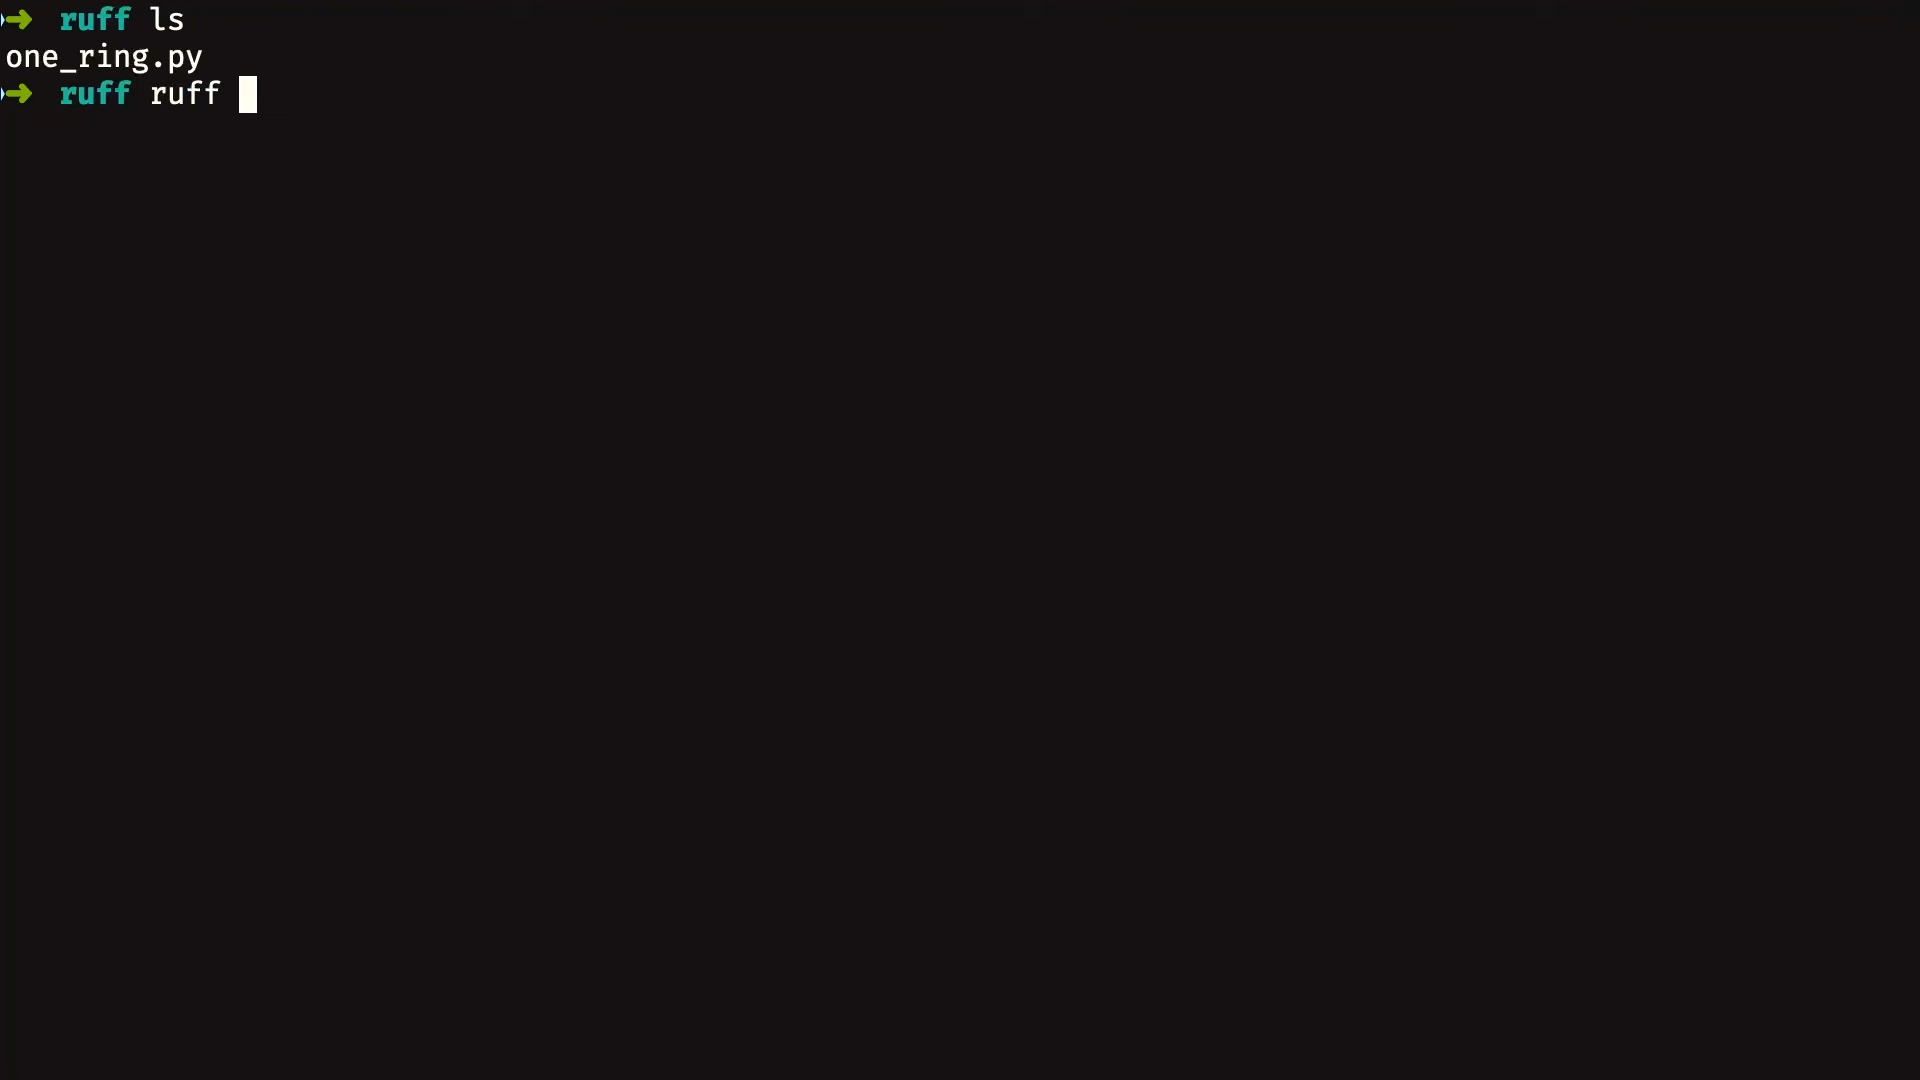 ➜ ruff ls
one_ring.py
➜ ruff ruff